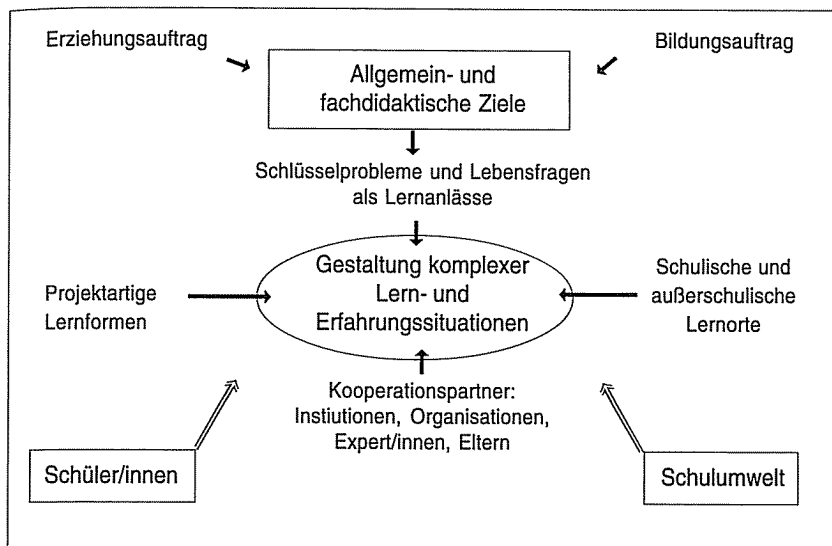 Erziehungsauftrag
Bildungsauftrag
Allgemein- und
fachdidaktische Ziele
Schlüsselprobleme und Lebensfragen
als Lernanlässe
Gestaltung komplexer
Lern- und
Erfahrungssituationen
Projektartige
Lernformen
Schulische und
außerschulische
Lernorte
Kooperationspartner:
Instiutionen, Organisationen,
Expert/innen, Eltern
Schüler/innen
Schulumwelt